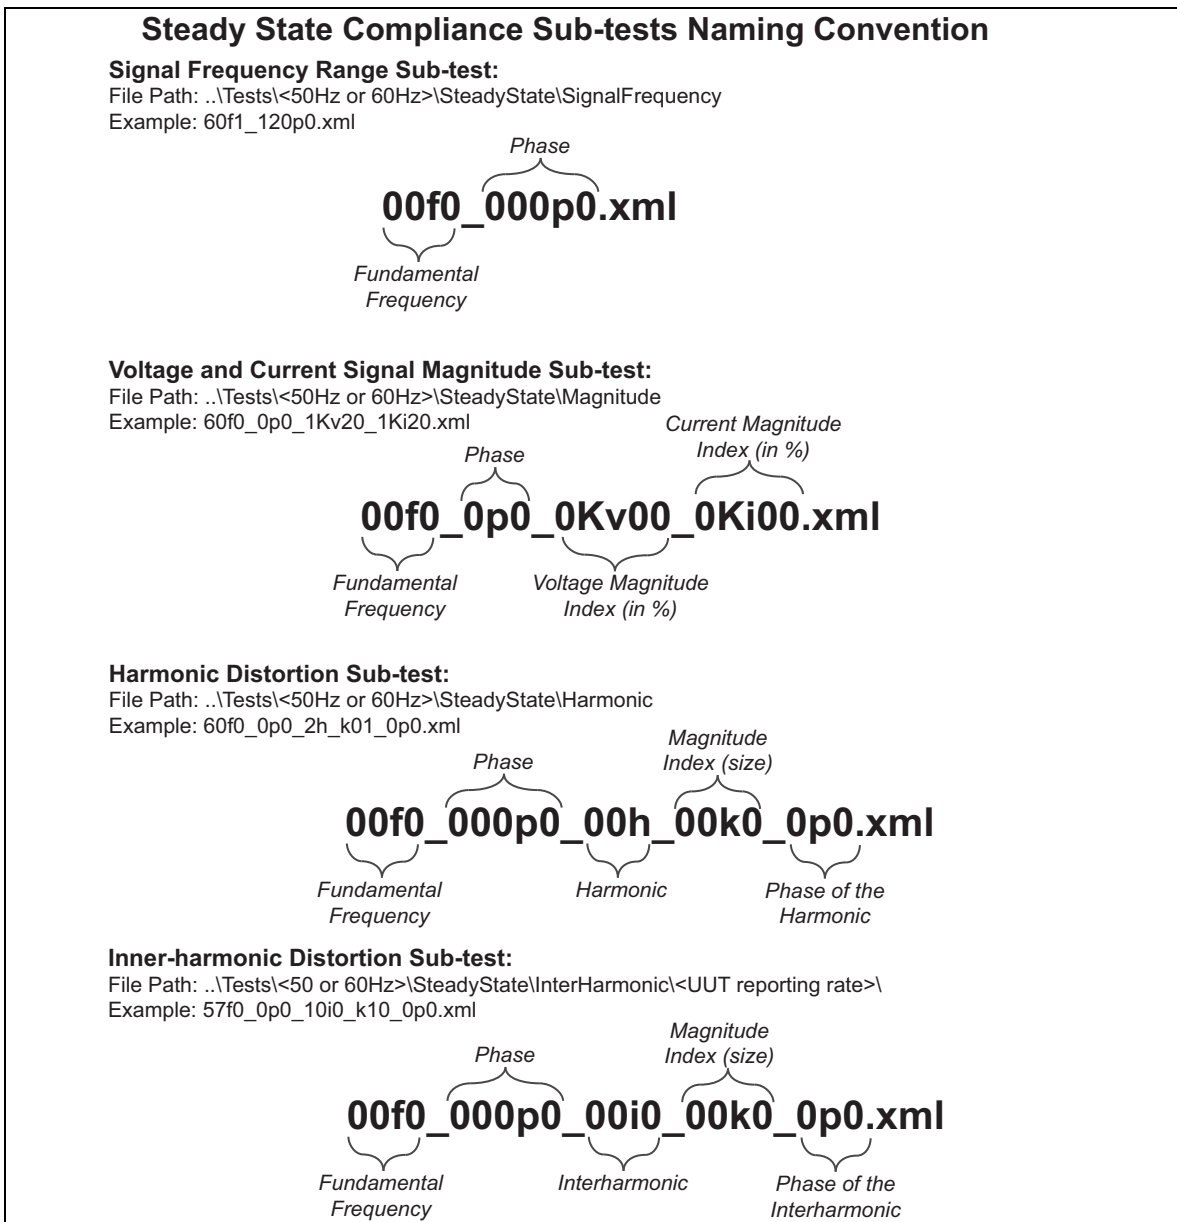 Steady State Compliance Sub-tests Naming Convention
Signal Frequency Range Sub-test:
File Path: ..\Tests\<50Hz or 60Hz>\SteadyState\SignalFrequency
Example: 60f1_120p0.xml
Phase
00f0_000p0.xml
Fundamental
Frequency
Voltage and Current Signal Magnitude Sub-test:
File Path: ..\Tests\<50Hz or 60Hz>\SteadyState\Magnitude
Example: 60f0_0p0_1Kv20_1Ki20.xml
Current Magnitude
Index (in %)
Phase
00f0_0p0_0Kv00_0Ki00.xml
Fundamental
Frequency
Voltage Magnitude
Index (in %)
Harmonic Distortion Sub-test:
File Path: ..\Tests\<50Hz or 60Hz>\SteadyState\Harmonic
Example: 60f0_0p0_2h_k01_0p0.xml
Magnitude
Index (size)
Phase
00f0_000p0_00h_00k0_0p0.xml
Fundamental
Frequency
Harmonic
Phase of the
Harmonic
Inner-harmonic Distortion Sub-test:
File Path: ..\Tests\<50 or 60Hz>\SteadyState\InterHarmonic\<UUT reporting rate>\
Example: 57f0_0p0_10i0_k10_0p0.xml
Magnitude
Index (size)
Phase
00f0_000p0_00i0_00k0_0p0.xml
Fundamental
Frequency
Interharmonic
Phase of the
Interharmonic